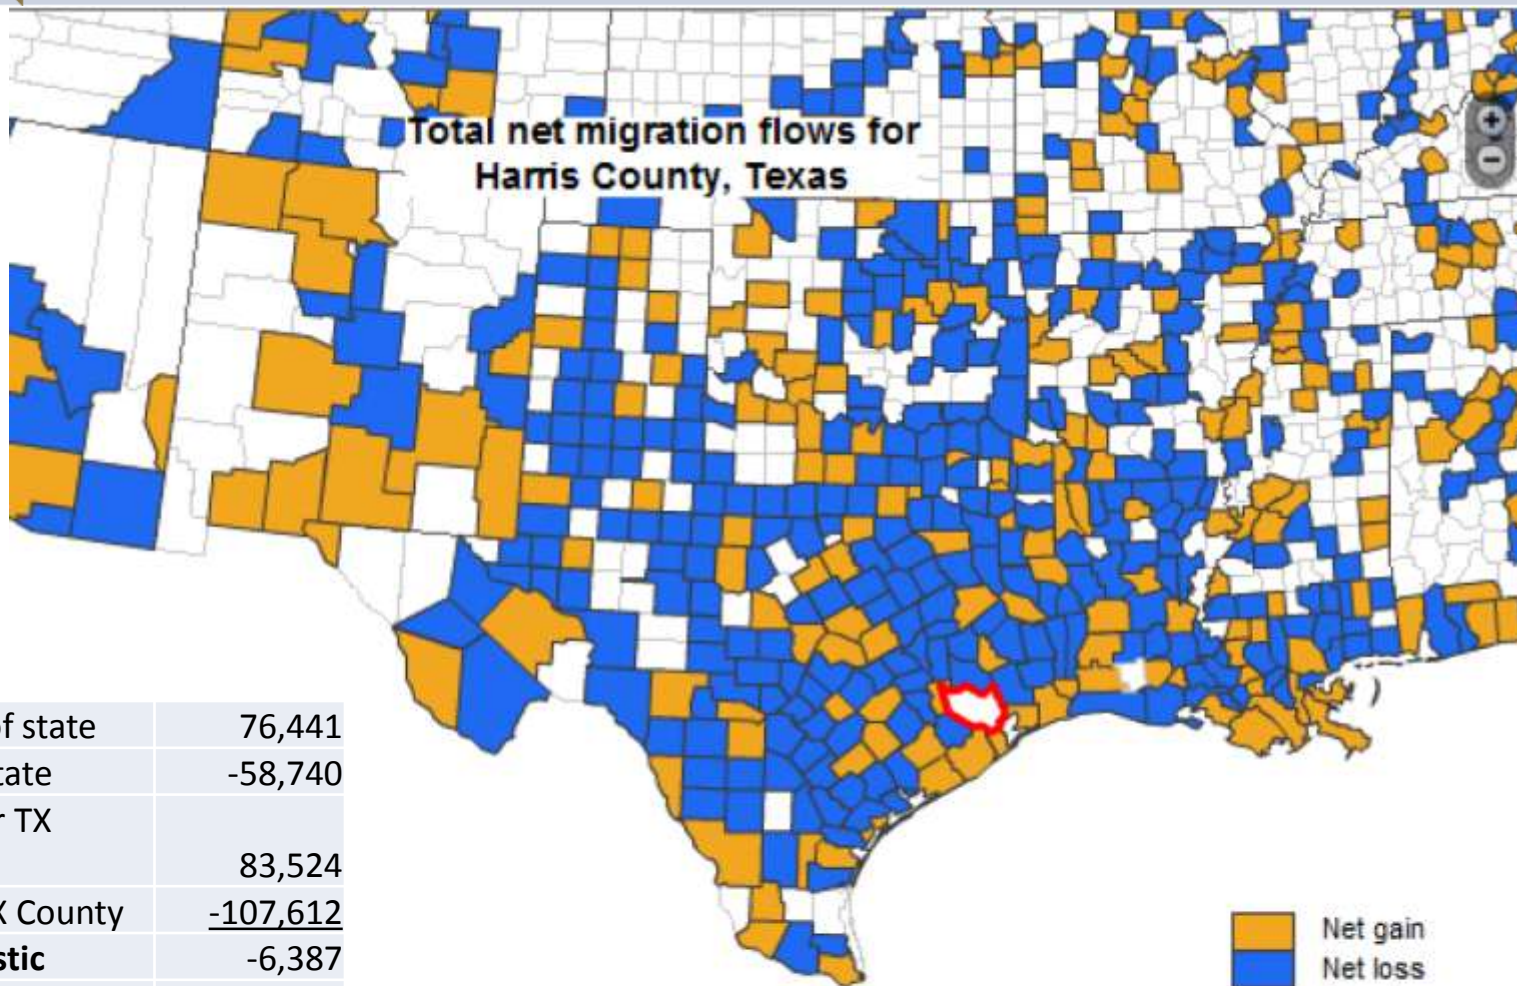 Total net migration flows for
Harris County, Texas
of state 76,441
tate -58,740
r TX
83,524
X County -107,612
stic -6,387
Net gain
Net loss